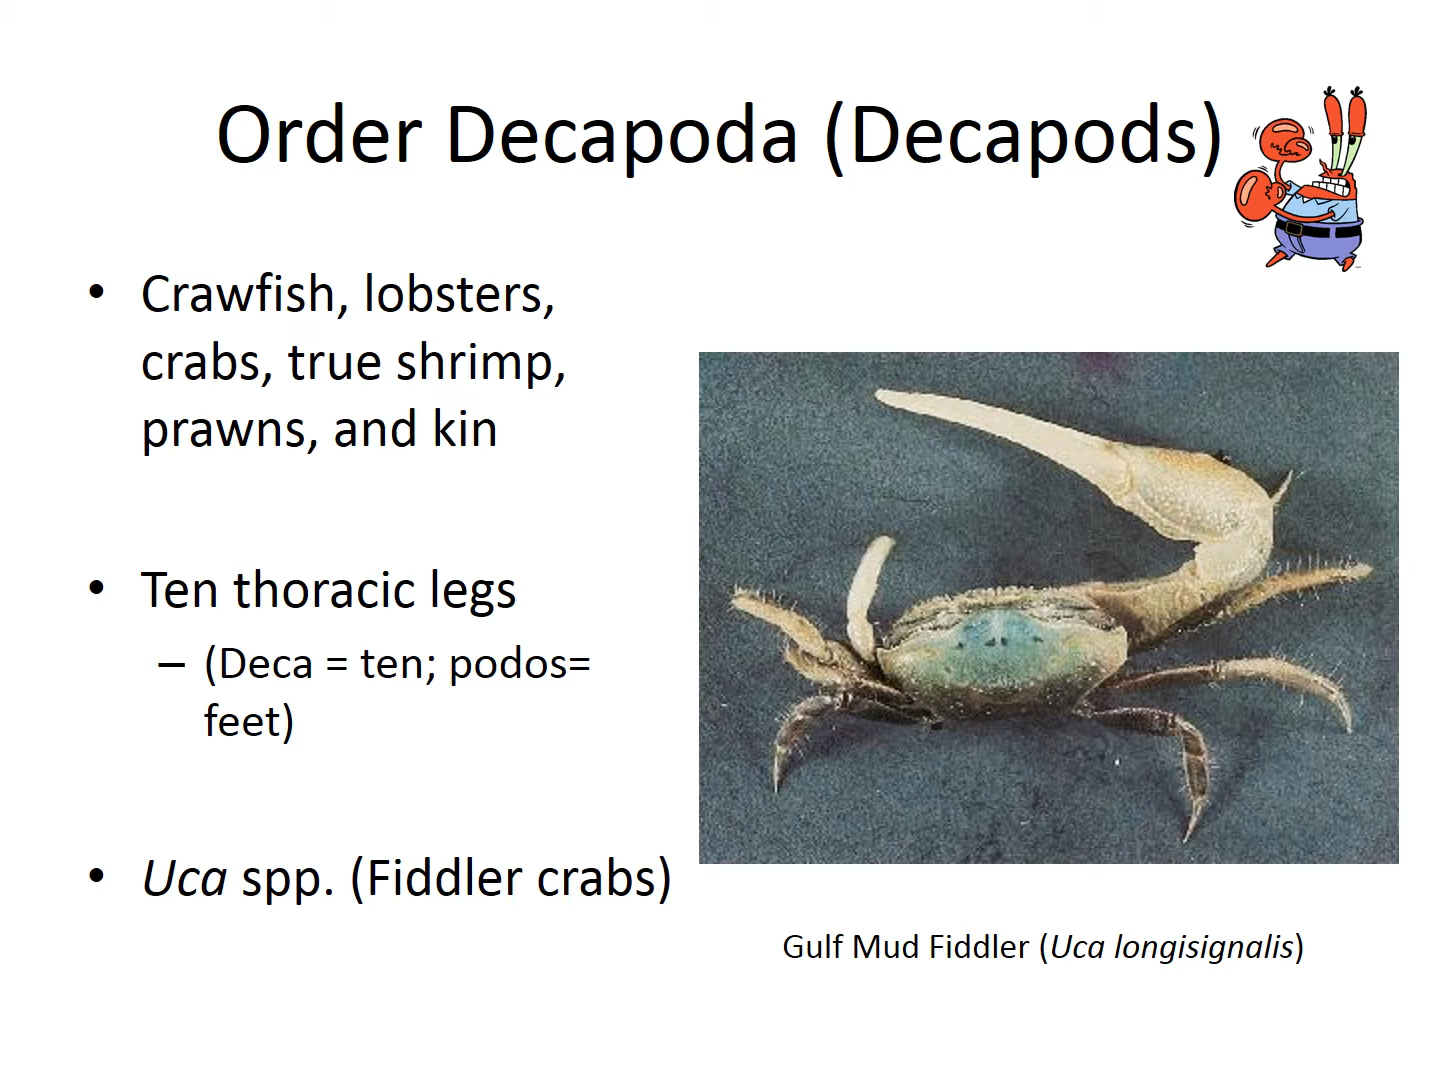 Order Decapoda (Decapods)
• Crawfish, lobsters,
crabs, true shrimp,
prawns, and kin
• Ten thoracic legs
– (Deca = ten; podos=
feet)
• Uca spp. (Fiddler crabs)
Gulf Mud Fiddler (Uca longisignalis)